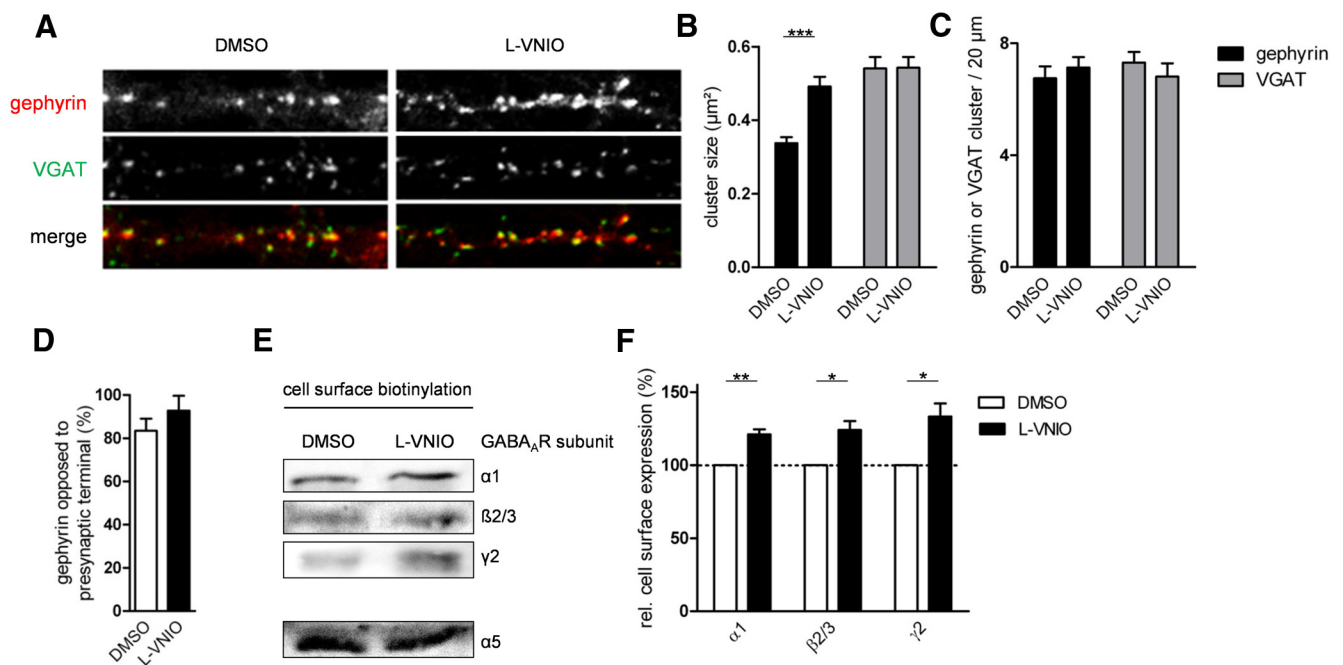 A
DMSO
L-VNIO
gephyrin
VGAT
merge
B
***
0.6
0.4
0.2
0.0
cluster size (µm²)
DMSO
L-VNIO
DMSO
L-VNIO
C
8
4
0
gephyrin or VGAT cluster / 20 µm
DMSO
L-VNIO
DMSO
L-VNIO
gephyrin
VGAT
D
100
80
60
40
20
0
gephyrin opposed to
presynaptic terminal (%)
DMSO
L-VNIO
E
cell surface biotinylation
DMSO
L-VNIO
GABAAR subunit
α1
ß2/3
γ2
α5
F
** * *
150
100
50
0
rel. cell surface expression (%)
α1
β2/3
γ2
DMSO
L-VNIO